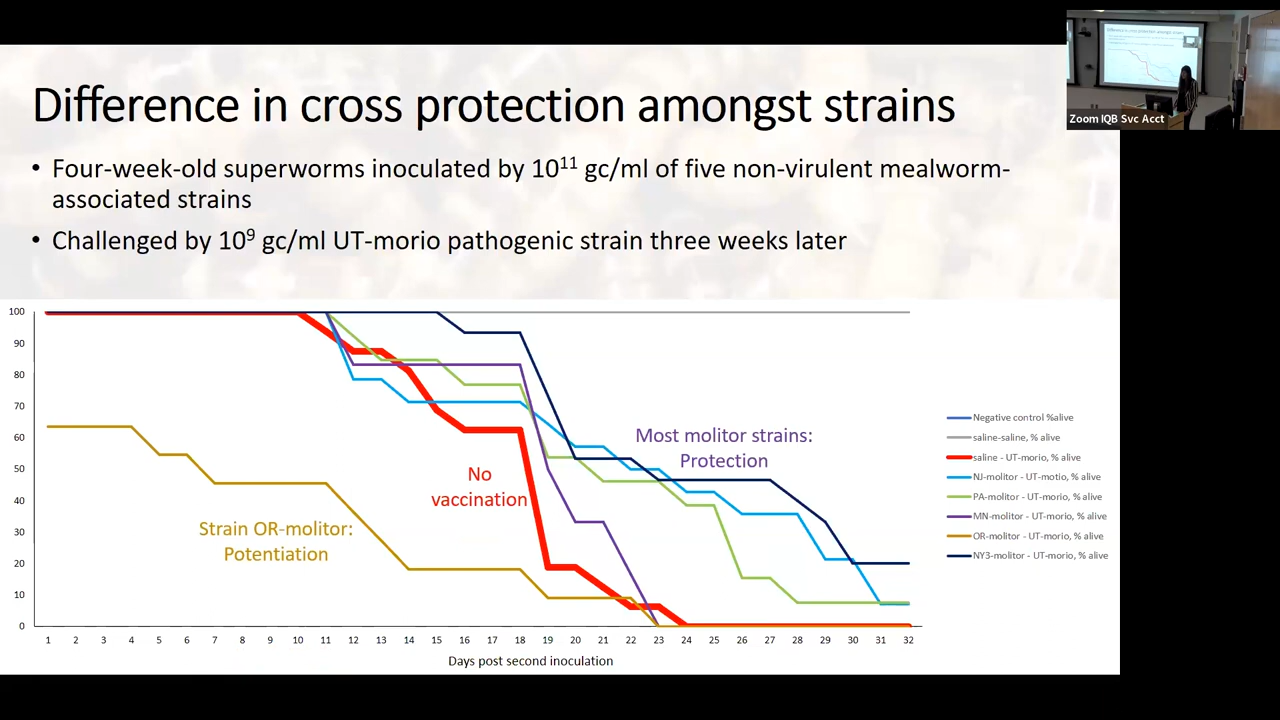 Difference in cross protection amongst strains
• Four-week-old superworms inoculated by 10¹¹ gc/ml of five non-virulent mealworm-
associated strains
• Challenged by 10⁹ gc/ml UT-morio pathogenic strain three weeks later
Zoom IQB Svc Acct
100
90
80
70
60
50
40
30
20
10
0
Most molitor strains:
Protection
No
vaccination
Strain OR-molitor:
Potentiation
Negative control %alive
saline-saline, % alive
saline - UT-morio, % alive
NJ-molitor - UT-motio, % alive
PA-molitor - UT-morio, % alive
MN-molitor - UT-morio, % alive
OR-molitor - UT-morio, % alive
NY3-molitor - UT-morio, % alive
1 2 3 4 5 6 7 8 9 10 11 12 13 14 15 16 17 18 19 20 21 22 23 24 25 26 27 28 29 30 31 32
Days post second inoculation